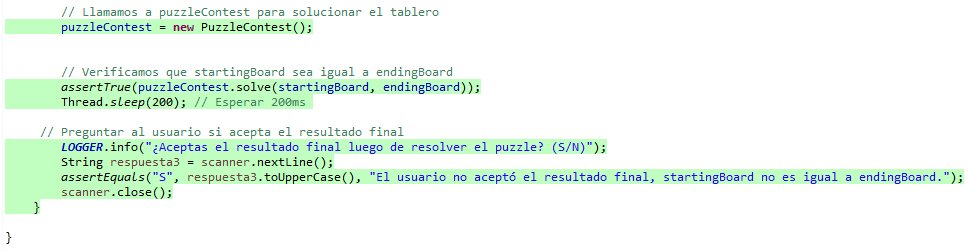 // Llamamos a puzzleContest para solucionar el tablero
puzzleContest = new PuzzleContest();
// Verificamos que startingBoard sea igual a endingBoard
assertTrue(puzzleContest.solve(startingBoard, endingBoard));
Thread.sleep(200); // Esperar 200ms
// Preguntar al usuario si acepta el resultado final
LOGGER.info("¿Aceptas el resultado final luego de resolver el puzzle? (S/N)");
String respuesta3 = scanner.nextLine();
assertEquals("S", respuesta3.toUpperCase(), "El usuario no aceptó el resultado final, startingBoard no es igual a endingBoard.");
scanner.close();
}
}